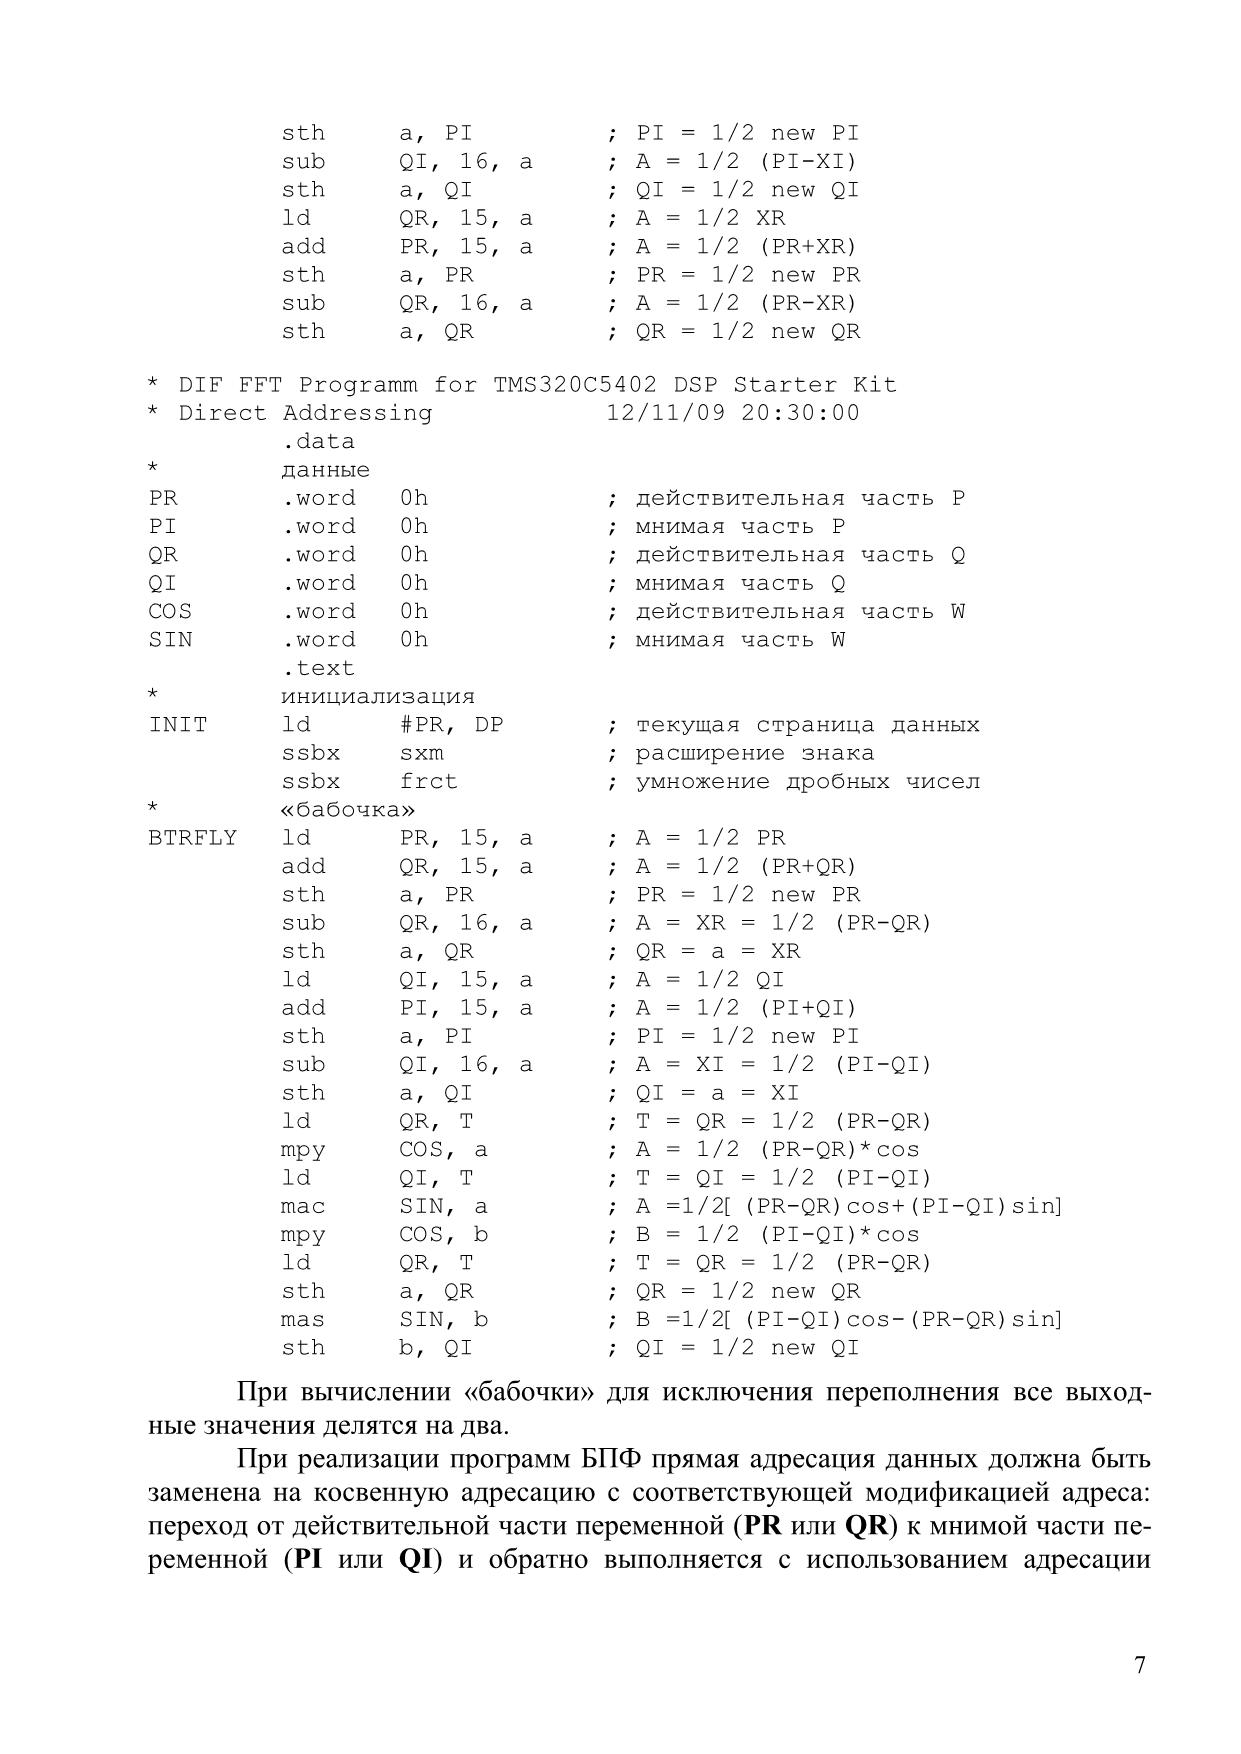 sth a, PI ; PI = 1/2 new PI
sub QI, 16, a ; A = 1/2 (PI-XI)
sth a, QI ; QI = 1/2 new QI
ld QR, 15, a ; A = 1/2 XR
add PR, 15, a ; A = 1/2 (PR+XR)
sth a, PR ; PR = 1/2 new PR
sub QR, 16, a ; A = 1/2 (PR-XR)
sth a, QR ; QR = 1/2 new QR
* DIF FFT Programm for TMS320C5402 DSP Starter Kit
* Direct Addressing 12/11/09 20:30:00
.data
* данные
PR .word 0h ; действительная часть P
PI .word 0h ; мнимая часть P
QR .word 0h ; действительная часть Q
QI .word 0h ; мнимая часть Q
COS .word 0h ; действительная часть W
SIN .word 0h ; мнимая часть W
.text
* инициализация
INIT ld #PR, DP ; текущая страница данных
ssbx sxm ; расширение знака
ssbx frct ; умножение дробных чисел
* «бабочка»
BTRFLY ld PR, 15, a ; A = 1/2 PR
add QR, 15, a ; A = 1/2 (PR+QR)
sth a, PR ; PR = 1/2 new PR
sub QR, 16, a ; A = XR = 1/2 (PR-QR)
sth a, QR ; QR = a = XR
ld QI, 15, a ; A = 1/2 QI
add PI, 15, a ; A = 1/2 (PI+QI)
sth a, PI ; PI = 1/2 new PI
sub QI, 16, a ; A = XI = 1/2 (PI-QI)
sth a, QI ; QI = a = XI
ld QR, T ; T = QR = 1/2 (PR-QR)
mpy COS, a ; A = 1/2 (PR-QR)*cos
ld QI, T ; T = QI = 1/2 (PI-QI)
mac SIN, a ; A =1/2[ (PR-QR)cos+(PI-QI)sin]
mpy COS, b ; B = 1/2 (PI-QI)*cos
ld QR, T ; T = QR = 1/2 (PR-QR)
sth a, QR ; QR = 1/2 new QR
mas SIN, b ; B =1/2[ (PI-QI)cos-(PR-QR)sin]
sth b, QI ; QI = 1/2 new QI
При вычислении «бабочки» для исключения переполнения все выход-
ные значения делятся на два.
При реализации программ БПФ прямая адресация данных должна быть
заменена на косвенную адресацию с соответствующей модификацией адреса:
переход от действительной части переменной (PR или QR) к мнимой части пе-
ременной (PI или QI) и обратно выполняется с использованием адресации
7